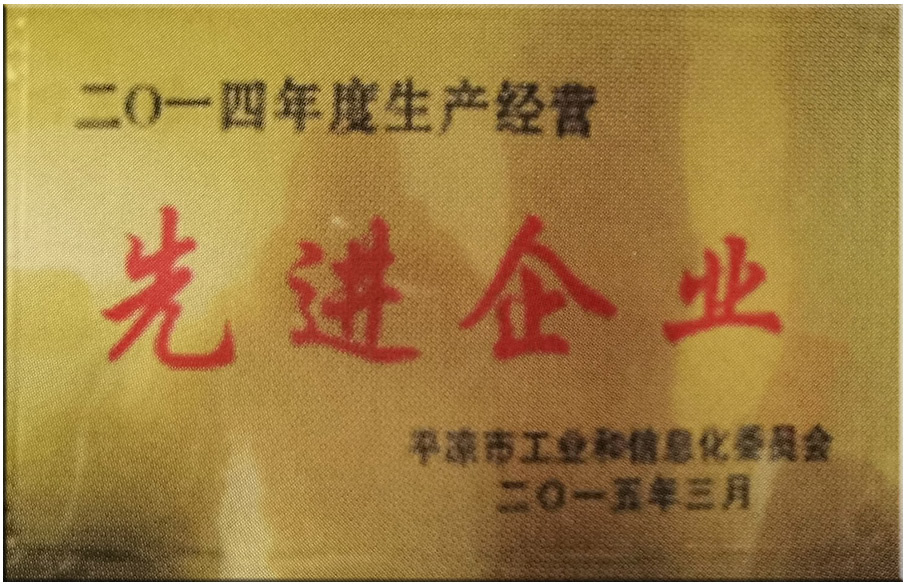 二〇一四年度生产经营
先进企业
平凉市工业和信息化委员会
二〇一五年三月